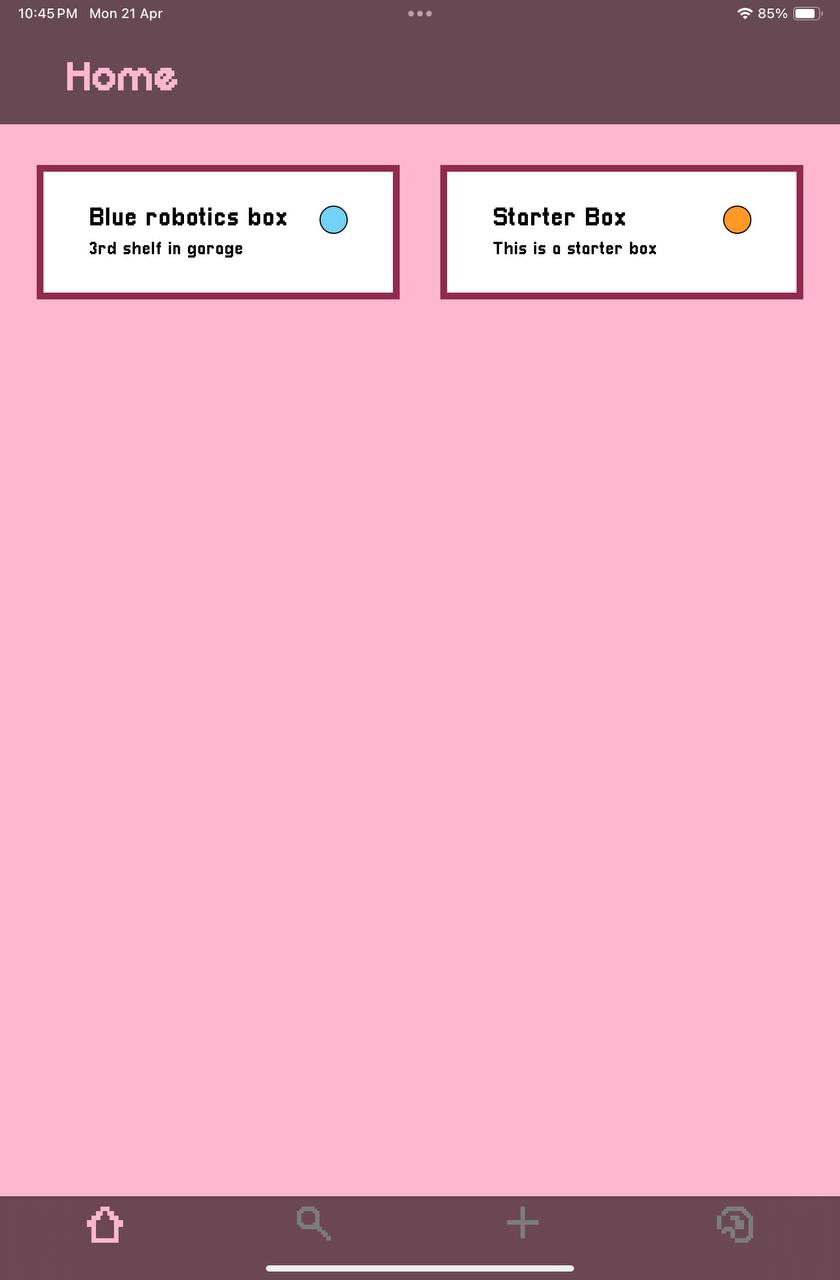 10:45 PM Mon 21 Apr
85%
Home
Blue robotics box
3rd shelf in garage
Starter Box
This is a starter box